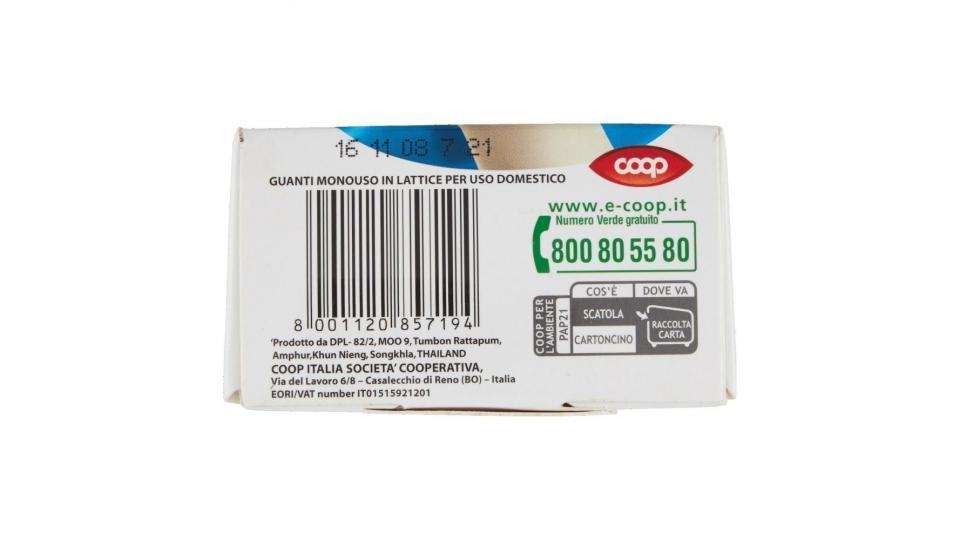 16 11 08 7 21
coop
GUANTI MONOUSO IN LATTICE PER USO DOMESTICO
www.e-coop.it
Numero Verde gratuito
800 80 55 80
8 001120 857194
COOP PER
L'AMBIENTE
PAP21
COS'È
DOVE VA
SCATOLA
CARTONCINO
RACCOLTA
CARTA
'Prodotto da DPL- 82/2, MOO 9, Tumbon Rattapum,
Amphur,Khun Nieng, Songkhla, THAILAND
COOP ITALIA SOCIETA' COOPERATIVA,
Via del Lavoro 6/8 – Casalecchio di Reno (BO) – Italia
EORI/VAT number IT01515921201